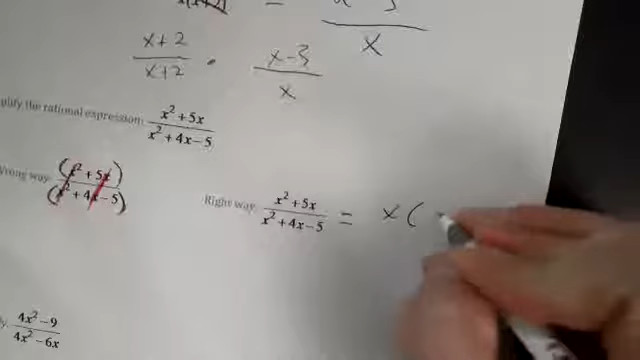 x - 3
x
x + 2 / x + 2 · x - 3 / x
plify the rational expression: x² + 5x / x² + 4x - 5
Wrong way: (x² + 5x) / (x² + 4x - 5)
Right way: x² + 5x / x² + 4x - 5 = x (
4x² - 9 / 4x² - 6x